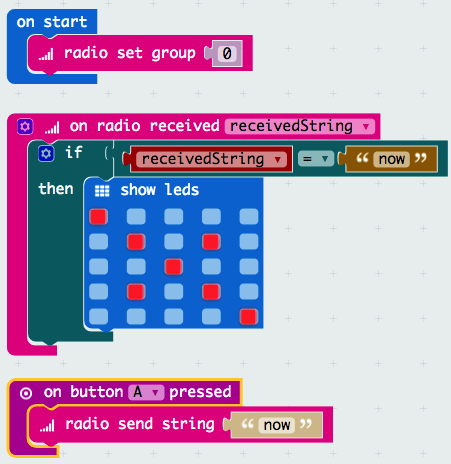 on start
radio set group 0
on radio received receivedString ▾
if receivedString ▾ = ▾ “ now ”
then show leds
on button A ▾ pressed
radio send string “ now ”